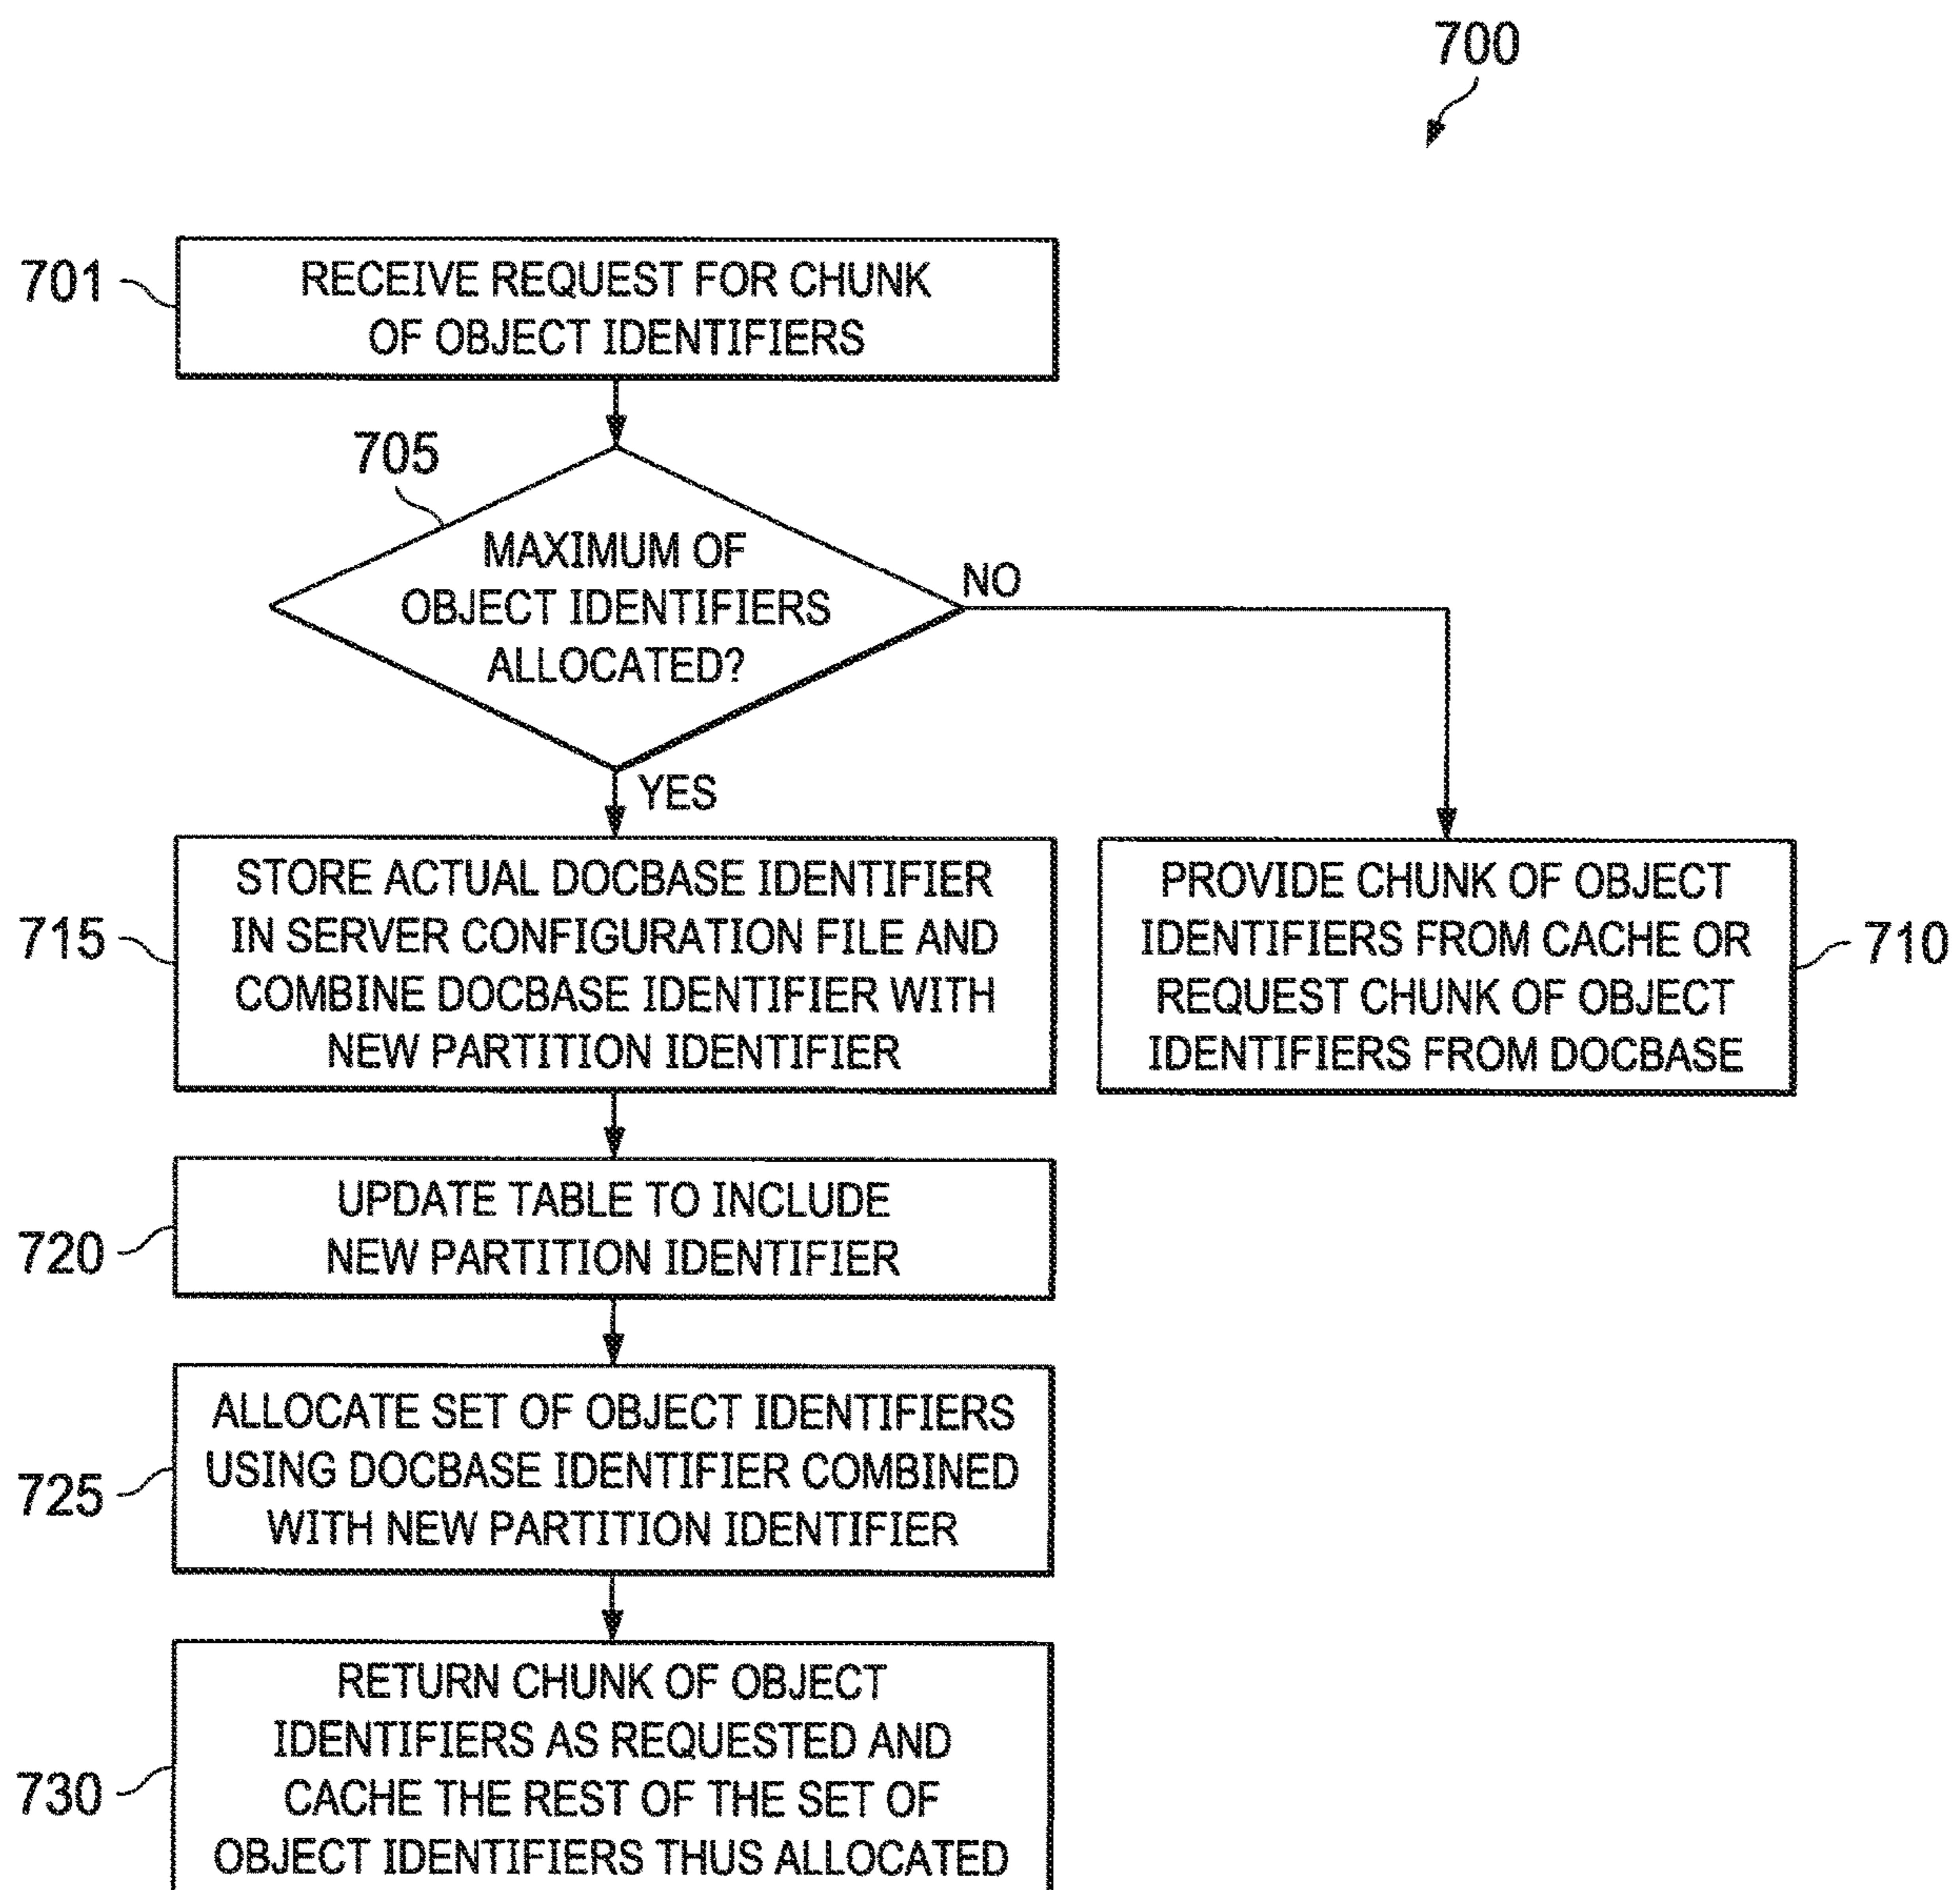 700
701
RECEIVE REQUEST FOR CHUNK
OF OBJECT IDENTIFIERS
705
MAXIMUM OF
OBJECT IDENTIFIERS
ALLOCATED?
NO
YES
715
STORE ACTUAL DOCBASE IDENTIFIER
IN SERVER CONFIGURATION FILE AND
COMBINE DOCBASE IDENTIFIER WITH
NEW PARTITION IDENTIFIER
PROVIDE CHUNK OF OBJECT
IDENTIFIERS FROM CACHE OR
REQUEST CHUNK OF OBJECT
IDENTIFIERS FROM DOCBASE
710
720
UPDATE TABLE TO INCLUDE
NEW PARTITION IDENTIFIER
725
ALLOCATE SET OF OBJECT IDENTIFIERS
USING DOCBASE IDENTIFIER COMBINED
WITH NEW PARTITION IDENTIFIER
730
RETURN CHUNK OF OBJECT
IDENTIFIERS AS REQUESTED AND
CACHE THE REST OF THE SET OF
OBJECT IDENTIFIERS THUS ALLOCATED